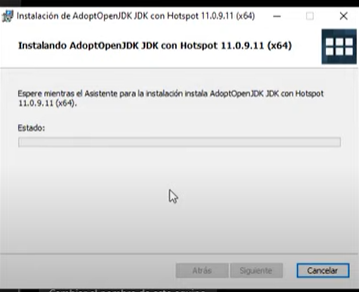 Instalación de AdoptOpenJDK JDK con Hotspot 11.0.9.11 (x64)
Instalando AdoptOpenJDK JDK con Hotspot 11.0.9.11 (x64)
Espere mientras el Asistente para la instalación instala AdoptOpenJDK JDK con Hotspot
11.0.9.11 (x64).
Estado:
Atrás Siguiente Cancelar